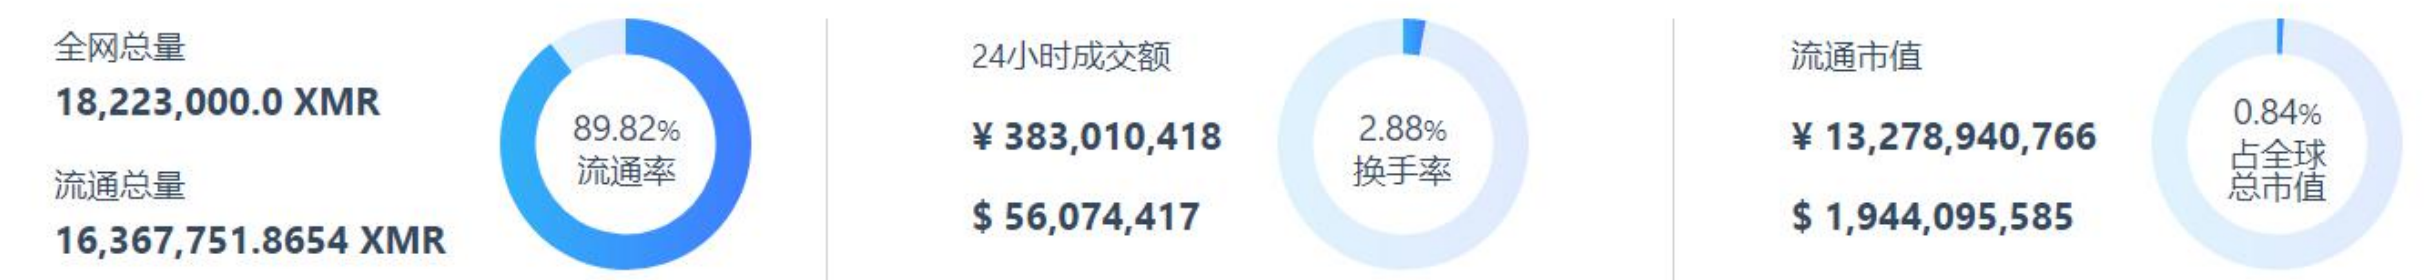 全网总量
18,223,000.0 XMR
流通总量
16,367,751.8654 XMR
89.82%
流通率
24小时成交额
¥ 383,010,418
$ 56,074,417
2.88%
换手率
流通市值
¥ 13,278,940,766
$ 1,944,095,585
0.84%
占全球
总市值